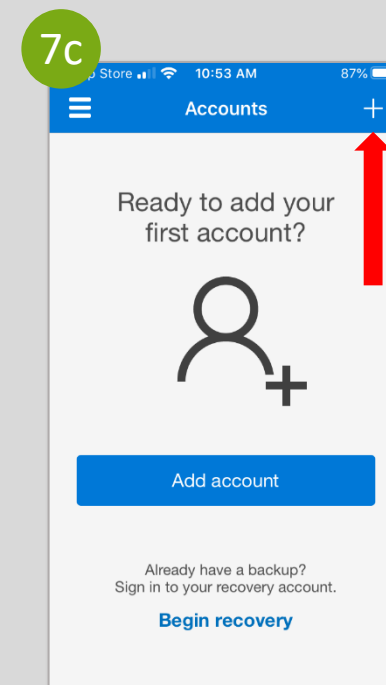 7c
Store 10:53 AM 87%
Accounts
Ready to add your
first account?
Add account
Already have a backup?
Sign in to your recovery account.
Begin recovery